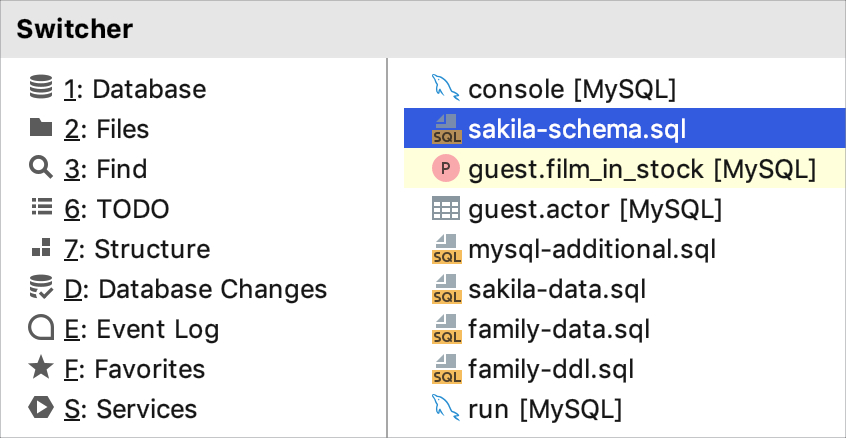 Switcher
1: Database
2: Files
3: Find
6: TODO
7: Structure
D: Database Changes
E: Event Log
F: Favorites
S: Services
console [MySQL]
SQL sakila-schema.sql
P guest.film_in_stock [MySQL]
guest.actor [MySQL]
SQL mysql-additional.sql
SQL sakila-data.sql
SQL family-data.sql
SQL family-ddl.sql
run [MySQL]